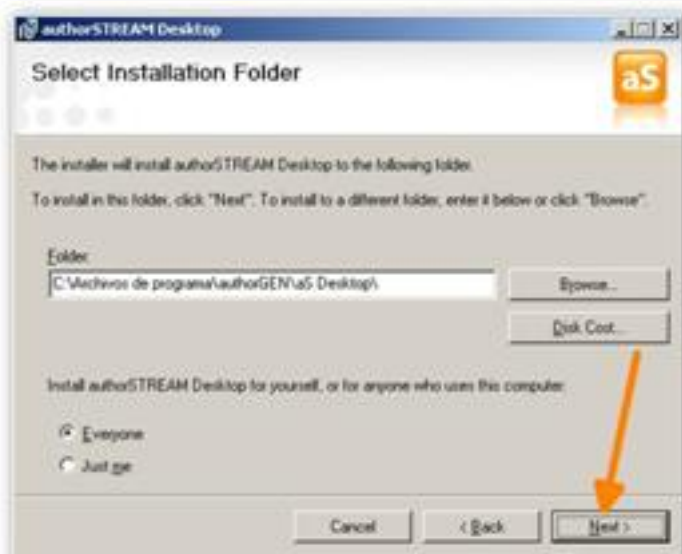 authorSTREAM Desktop
Select Installation Folder
aS
The installer will install authorSTREAM Desktop to the following folder.
To install in this folder, click "Next". To install to a different folder, enter it below or click "Browse".
Folder:
C:\Archivos de programa\authorGEN\aS Desktop\
Browse...
Disk Cost...
Install authorSTREAM Desktop for yourself, or for anyone who uses this computer:
Everyone
Just me
Cancel
< Back
Next >